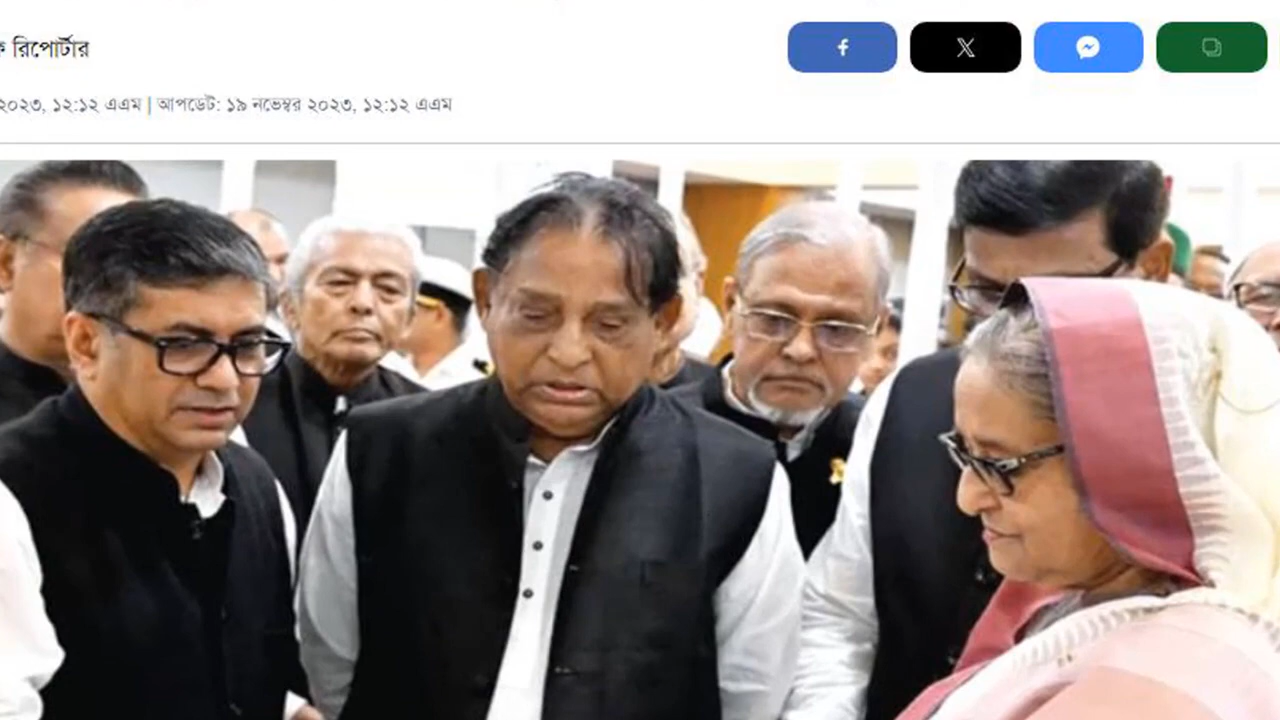 রিপোর্টার
২০২৩, ১২:১২ এএম | আপডেট: ১৯ নভেম্বর ২০২৩, ১২:১২ এএম